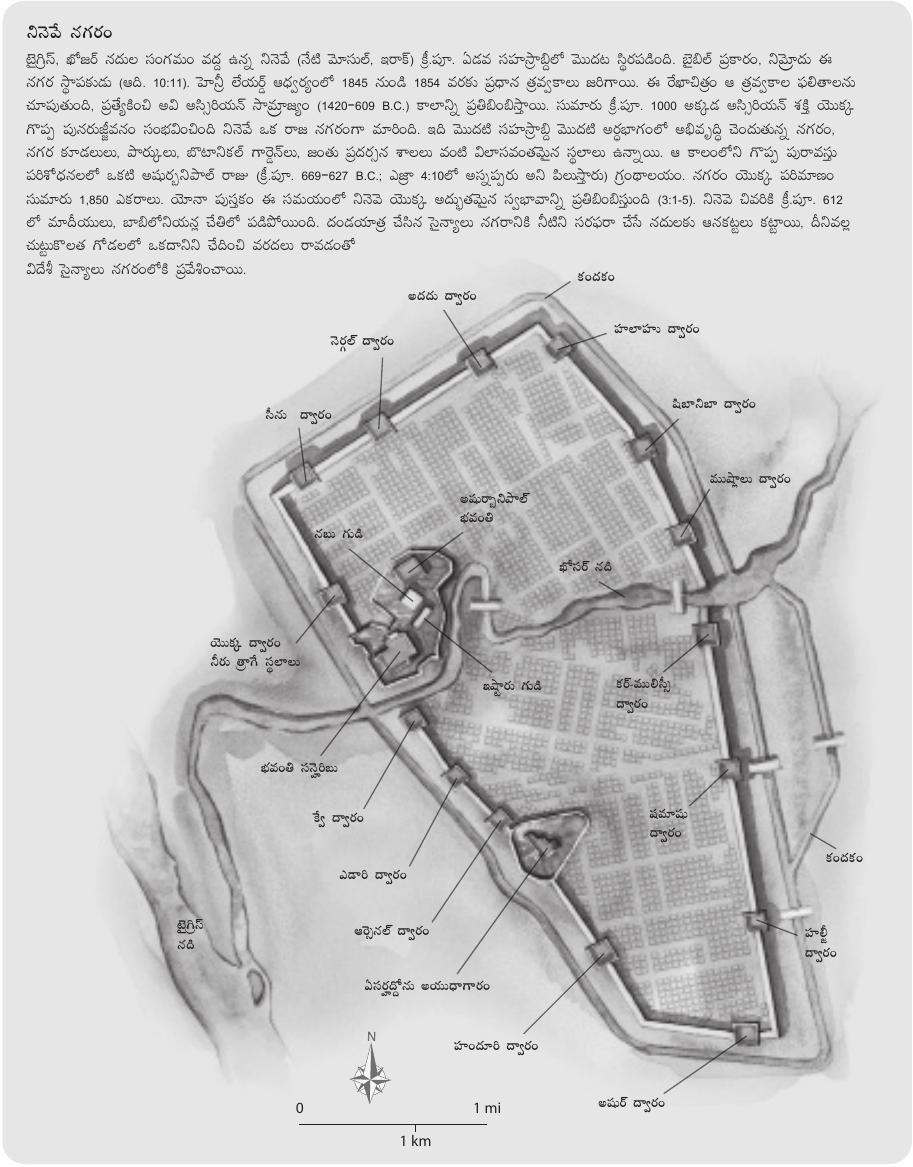 నినెవే నగరం
టైగ్రిస్, ఖోజర్ నదుల సంగమం వద్ద ఉన్న నినెవే (నేటి మోసుల్, ఇరాక్) క్రీ.పూ. ఏడవ సహస్రాబ్దిలో మొదట స్థిరపడింది. బైబిల్ ప్రకారం, నిమ్రోదు ఈ
నగర స్థాపకుడు (ఆది. 10:11). హెన్రీ లేయర్డ్ ఆధ్వర్యంలో 1845 నుండి 1854 వరకు ప్రధాన త్రవ్వకాలు జరిగాయి. ఈ రేఖాచిత్రం ఆ త్రవ్వకాల ఫలితాలను
చూపుతుంది, ప్రత్యేకించి అవి అస్సిరియన్ సామ్రాజ్యం (1420–609 B.C.) కాలాన్ని ప్రతిబింబిస్తాయి. సుమారు క్రీ.పూ. 1000 అక్కడ అస్సిరియన్ శక్తి యొక్క
గొప్ప పునరుజ్జీవనం సంభవించింది నినెవే ఒక రాజ నగరంగా మారింది. ఇది మొదటి సహస్రాబ్ది మొదటి అర్ధభాగంలో అభివృద్ధి చెందుతున్న నగరం,
నగర కూడలులు, పార్కులు, బొటానికల్ గార్డెన్‌లు, జంతు ప్రదర్సన శాలలు వంటి విలాసవంతమైన స్థలాలు ఉన్నాయి. ఆ కాలంలోని గొప్ప పురావస్తు
పరిశోధనలలో ఒకటి అషుర్బనిపాల్ రాజు (క్రీ.పూ. 669–627 B.C.; ఎజ్రా 4:10లో అస్నప్పరు అని పిలుస్తారు) గ్రంథాలయం. నగరం యొక్క పరిమాణం
సుమారు 1,850 ఎకరాలు. యోనా పుస్తకం ఈ సమయంలో నినెవె యొక్క అద్భుతమైన స్వభావాన్ని ప్రతిబింబిస్తుంది (3:1-5). నినెవె చివరికి క్రీ.పూ. 612
లో మాదీయులు, బాబిలోనియన్ల చేతిలో పడిపోయింది. దండయాత్ర చేసిన సైన్యాలు నగరానికి నీటిని సరఫరా చేసే నదులకు ఆనకట్టలు కట్టాయి, దీనివల్ల
చుట్టుకొలత గోడలలో ఒకదానిని ఛేదించి వరదలు రావడంతో
విదేశీ సైన్యాలు నగరంలోకి ప్రవేశించాయి.
కందకం
అదదు ద్వారం
హలాహు ద్వారం
నెర్గల్ ద్వారం
షిబానిబా ద్వారం
సీను ద్వారం
ముష్లాలు ద్వారం
అషుర్బానిపాల్
భవంతి
నబు గుడి
ఖోసర్ నది
యొక్క ద్వారం
నీరు త్రాగే స్థలాలు
ఇష్టారు గుడి
కర్-ములిస్సి
ద్వారం
భవంతి సన్హెరిబు
క్వే ద్వారం
షమాషు
ద్వారం
కందకం
ఎడారి ద్వారం
ఆర్సెనల్ ద్వారం
టైగ్రిస్
నది
హల్జీ
ద్వారం
ఏసర్హద్దోను అయుధాగారం
హందూరి ద్వారం
అషుర్ ద్వారం
N
0 1 mi
1 km